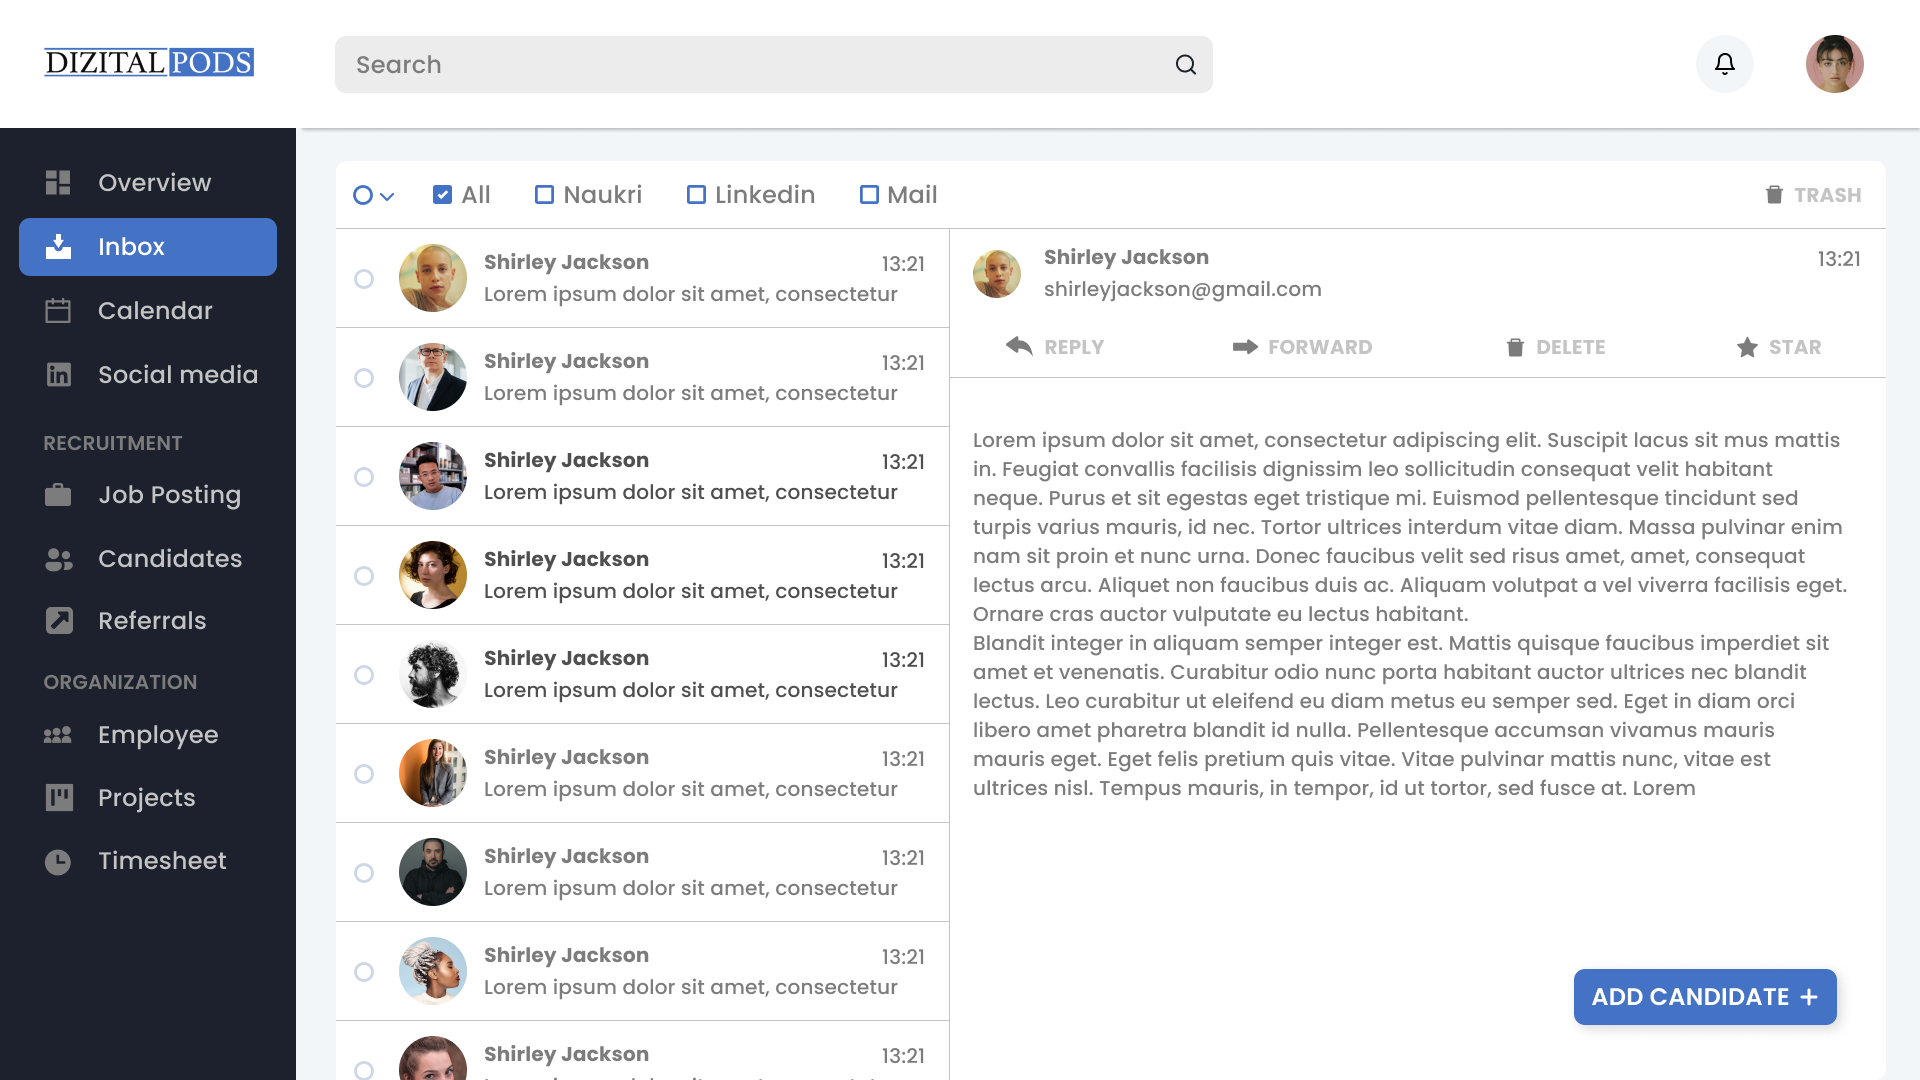 DIZITALPODS
Search
Overview
Inbox
Calendar
Social media
RECRUITMENT
Job Posting
Candidates
Referrals
ORGANIZATION
Employee
Projects
Timesheet
All
Naukri
Linkedin
Mail
TRASH
Shirley Jackson 13:21
Lorem ipsum dolor sit amet, consectetur
Shirley Jackson 13:21
Lorem ipsum dolor sit amet, consectetur
Shirley Jackson 13:21
Lorem ipsum dolor sit amet, consectetur
Shirley Jackson 13:21
Lorem ipsum dolor sit amet, consectetur
Shirley Jackson 13:21
Lorem ipsum dolor sit amet, consectetur
Shirley Jackson 13:21
Lorem ipsum dolor sit amet, consectetur
Shirley Jackson 13:21
Lorem ipsum dolor sit amet, consectetur
Shirley Jackson 13:21
Lorem ipsum dolor sit amet, consectetur
Shirley Jackson 13:21
Shirley Jackson 13:21
shirleyjackson@gmail.com
REPLY
FORWARD
DELETE
STAR
Lorem ipsum dolor sit amet, consectetur adipiscing elit. Suscipit lacus sit mus mattis
in. Feugiat convallis facilisis dignissim leo sollicitudin consequat velit habitant
neque. Purus et sit egestas eget tristique mi. Euismod pellentesque tincidunt sed
turpis varius mauris, id nec. Tortor ultrices interdum vitae diam. Massa pulvinar enim
nam sit proin et nunc urna. Donec faucibus velit sed risus amet, amet, consequat
lectus arcu. Aliquet non faucibus duis ac. Aliquam volutpat a vel viverra facilisis eget.
Ornare cras auctor vulputate eu lectus habitant.
Blandit integer in aliquam semper integer est. Mattis quisque faucibus imperdiet sit
amet et venenatis. Curabitur odio nunc porta habitant auctor ultrices nec blandit
lectus. Leo curabitur ut eleifend eu diam metus eu semper sed. Eget in diam orci
libero amet pharetra blandit id nulla. Pellentesque accumsan vivamus mauris
mauris eget. Eget felis pretium quis vitae. Vitae pulvinar mattis nunc, vitae est
ultrices nisl. Tempus mauris, in tempor, id ut tortor, sed fusce at. Lorem
ADD CANDIDATE +